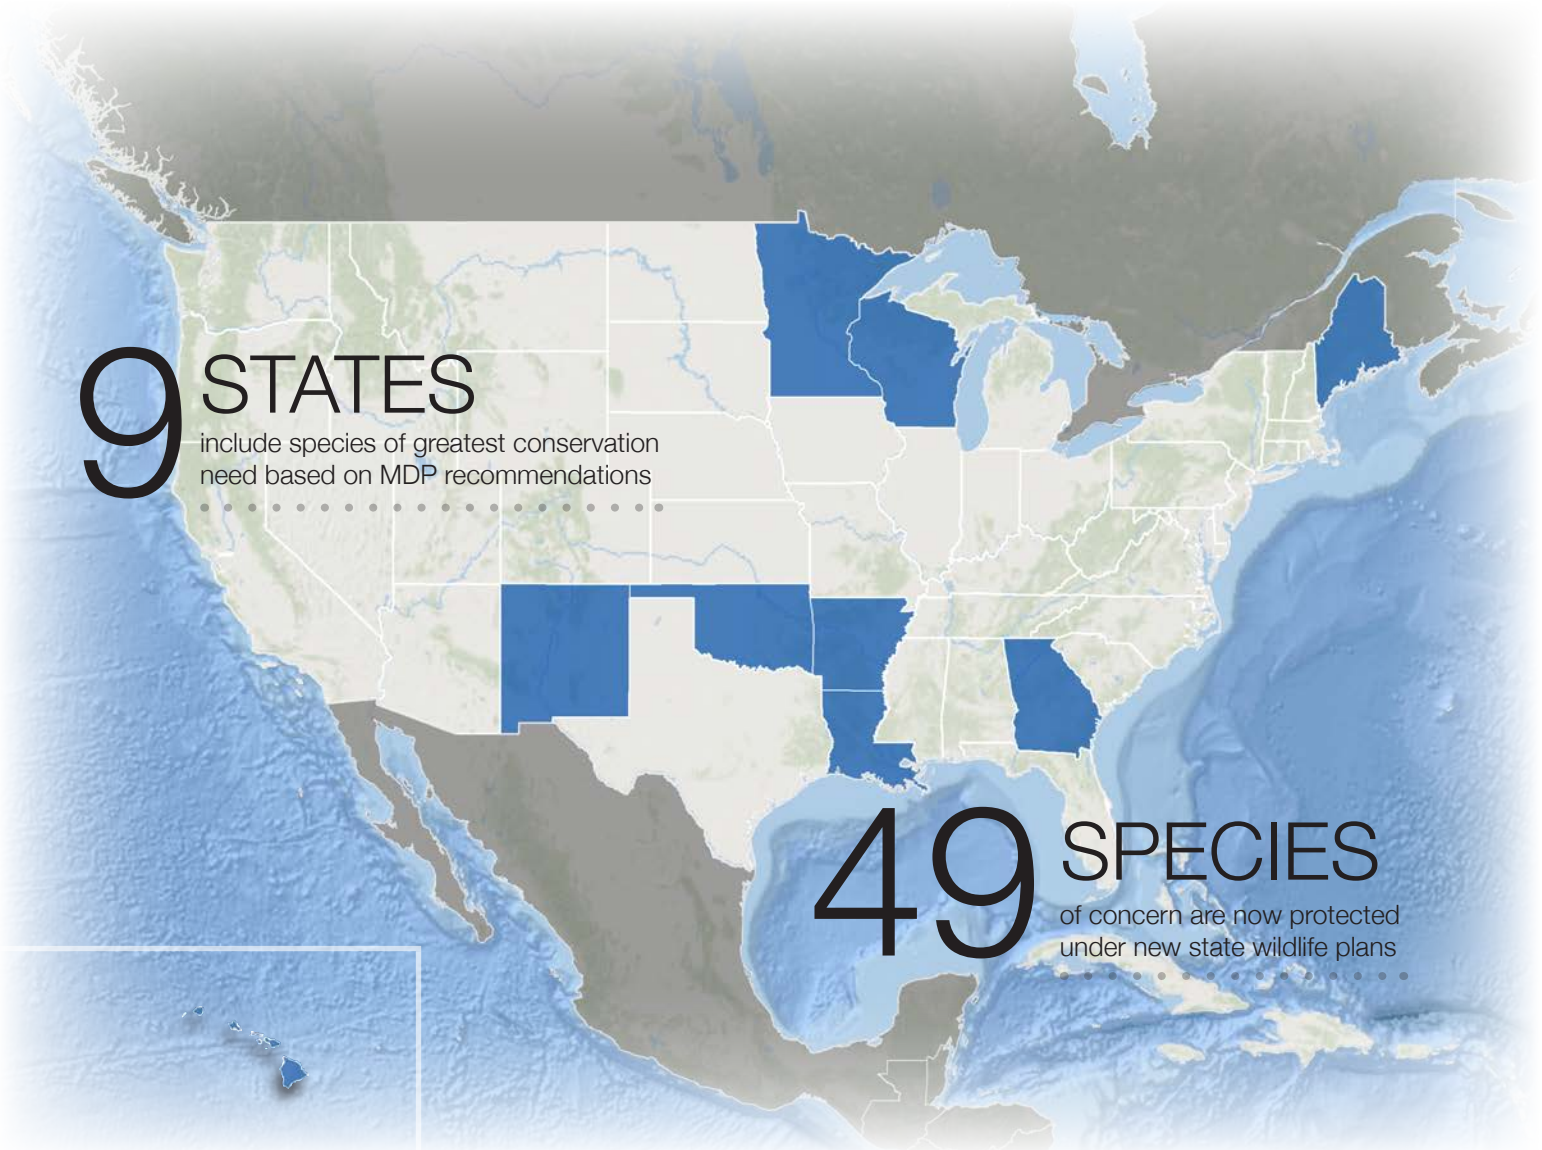 9 STATES
include species of greatest conservation
need based on MDP recommendations
49 SPECIES
of concern are now protected
under new state wildlife plans